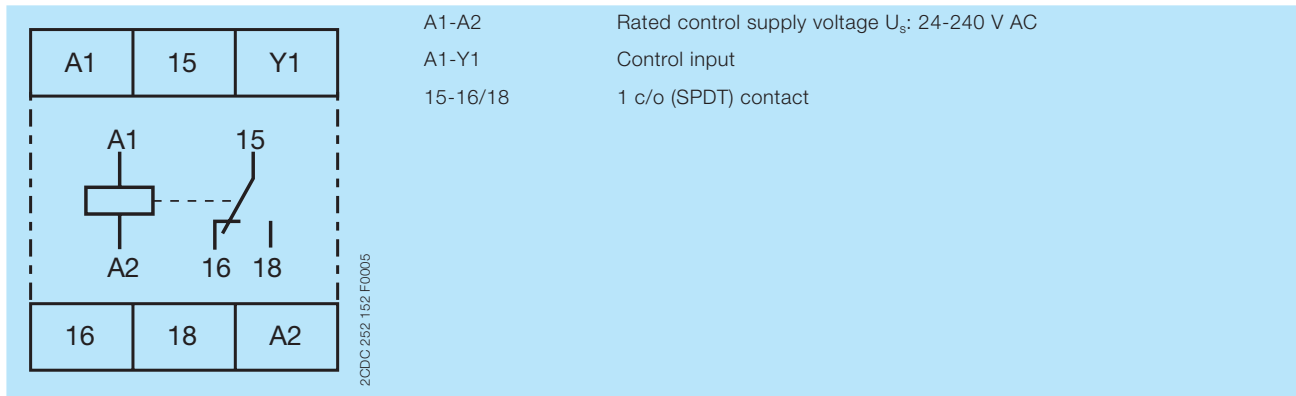 A1 15 Y1
A1 15
A2 16 18
16 18 A2
2CDC 252 152 F0005
A1-A2 Rated control supply voltage Us: 24-240 V AC
A1-Y1 Control input
15-16/18 1 c/o (SPDT) contact